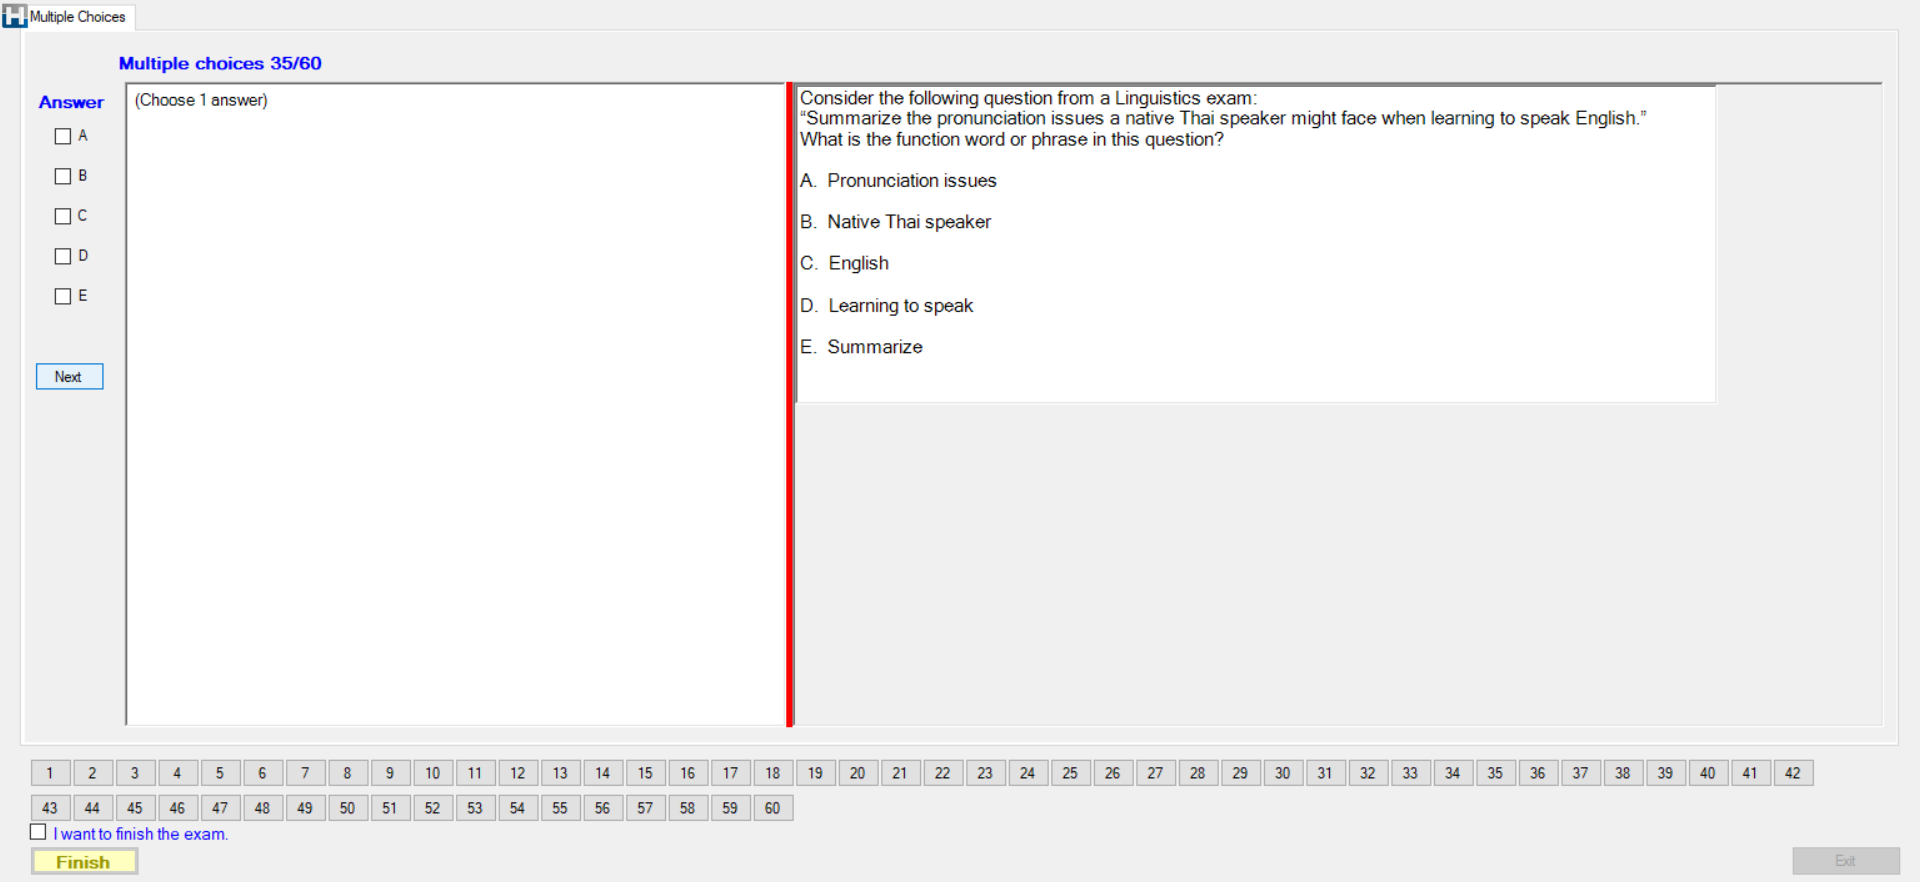 Multiple Choices
Multiple choices 35/60
Answer
A
B
C
D
E
Next
(Choose 1 answer)
Consider the following question from a Linguistics exam:
“Summarize the pronunciation issues a native Thai speaker might face when learning to speak English.”
What is the function word or phrase in this question?
A. Pronunciation issues
B. Native Thai speaker
C. English
D. Learning to speak
E. Summarize
1 2 3 4 5 6 7 8 9 10 11 12 13 14 15 16 17 18 19 20 21 22 23 24 25 26 27 28 29 30 31 32 33 34 35 36 37 38 39 40 41 42
43 44 45 46 47 48 49 50 51 52 53 54 55 56 57 58 59 60
I want to finish the exam.
Finish
Exit